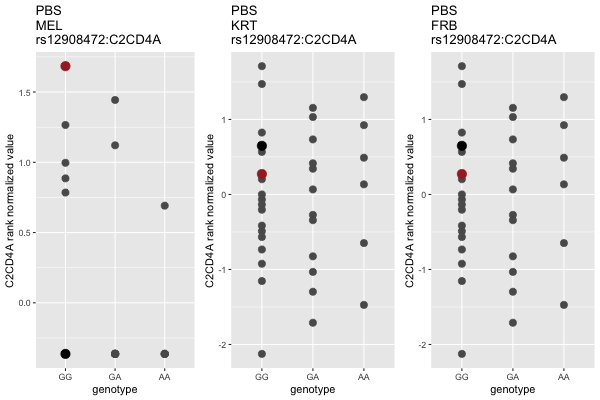 PBS
MEL
rs12908472:C2CD4A
C2CD4A rank normalized value
1.5
1.0
0.5
0.0
GG GA AA
genotype
PBS
KRT
rs12908472:C2CD4A
C2CD4A rank normalized value
1
0
-1
-2
GG GA AA
genotype
PBS
FRB
rs12908472:C2CD4A
C2CD4A rank normalized value
1
0
-1
-2
GG GA AA
genotype